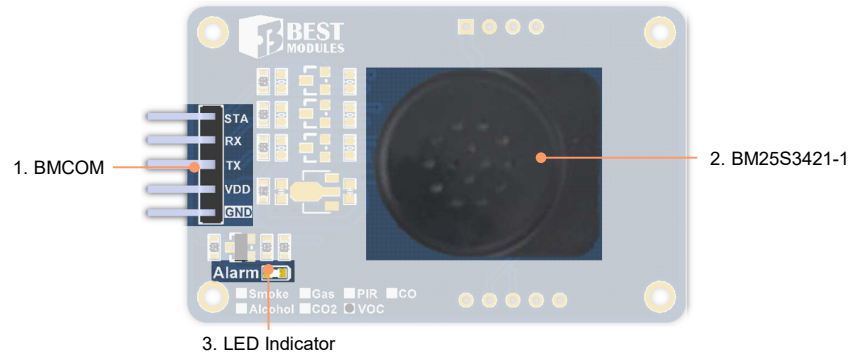 BEST
MODULES
STA
RX
1. BMCOM
TX
2. BM25S3421-1
VDD
GND
Alarm
Smoke Gas PIR CO
Alcohol CO2 VOC
3. LED Indicator